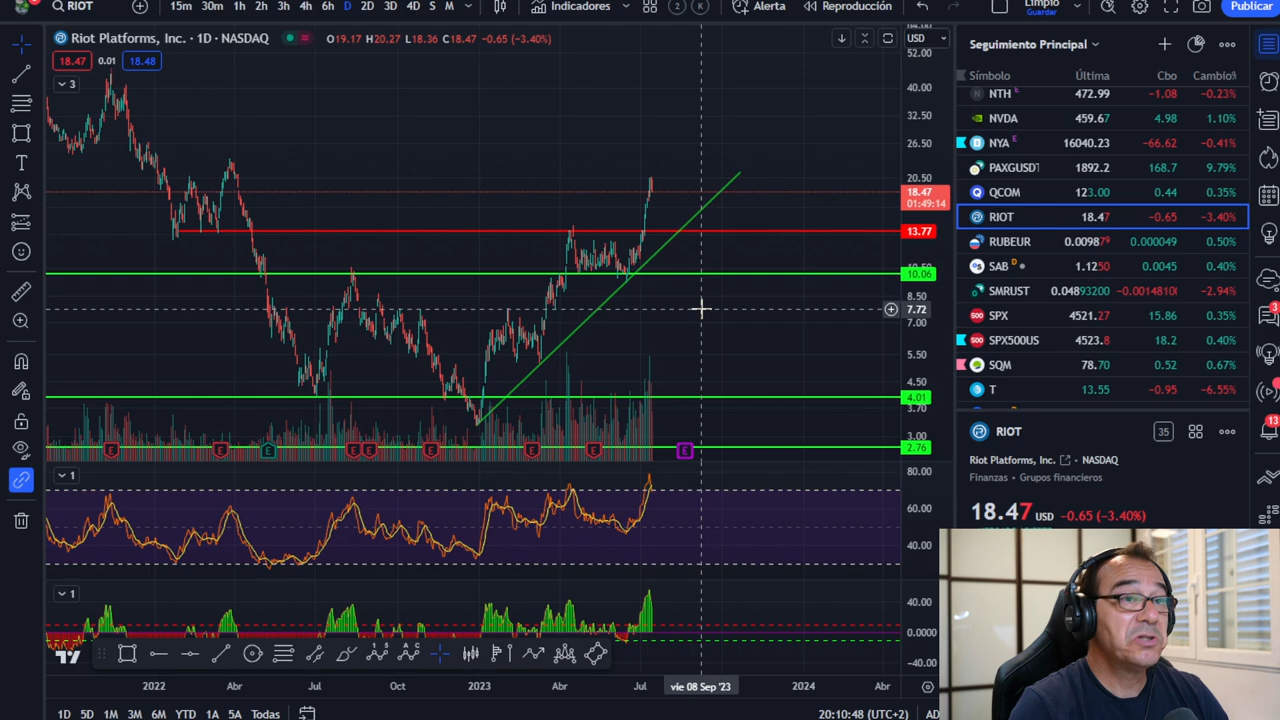 RIOT
15m 30m 1h 2h 3h 4h 6h D 2D 3D 4D S M
Indicadores
Alerta
Reproducción
Limpio
Guardar
Publicar
Riot Platforms, Inc. · 1D · NASDAQ
O19.17 H20.27 L18.36 C18.47 −0.65 (−3.40%)
USD
18.47 0.01 18.48
3
52.00
40.00
32.50
26.50
20.50
18.47
01:49:14
13.77
10.06
8.50
7.72
7.00
5.50
4.50
4.01
3.70
3.00
2.76
E E E E E E E E E
1
80.00
60.00
40.00
1
40.00
0.0000
−40.00
2022 Abr Jul Oct 2023 Abr Jul vie 08 Sep '23 2024 Abr
1D 5D 1M 3M 6M YTD 1A 5A Todas
20:10:48 (UTC+2)
Seguimiento Principal
Símbolo Última Cbo Cambio%
NTH E 472.99 −1.08 −0.23%
NVDA 459.67 4.98 1.10%
NYA E 16040.23 −66.62 −0.41%
PAXGUSDT 1892.2 168.7 9.79%
QCOM 123.00 0.44 0.35%
RIOT 18.47 −0.65 −3.40%
RUBEUR 0.00987⁹ 0.000049 0.50%
SAB D 1.1250 0.0045 0.40%
SMRUST 0.04893200 −0.0014810 −2.94%
SPX 4521.27 15.86 0.35%
SPX500US 4523.8 18.2 0.40%
SQM 78.70 0.52 0.67%
T 13.55 −0.95 −6.55%
RIOT
35
Riot Platforms, Inc. NASDAQ
Finanzas • Grupos financieros
18.47 USD −0.65 (−3.40%)
3
13